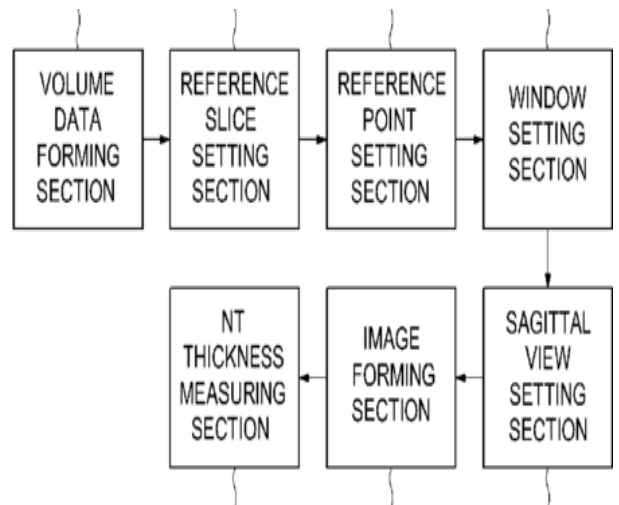 VOLUME
DATA
FORMING
SECTION
REFERENCE
SLICE
SETTING
SECTION
REFERENCE
POINT
SETTING
SECTION
WINDOW
SETTING
SECTION
SAGITTAL
VIEW
SETTING
SECTION
IMAGE
FORMING
SECTION
NT
THICKNESS
MEASURING
SECTION